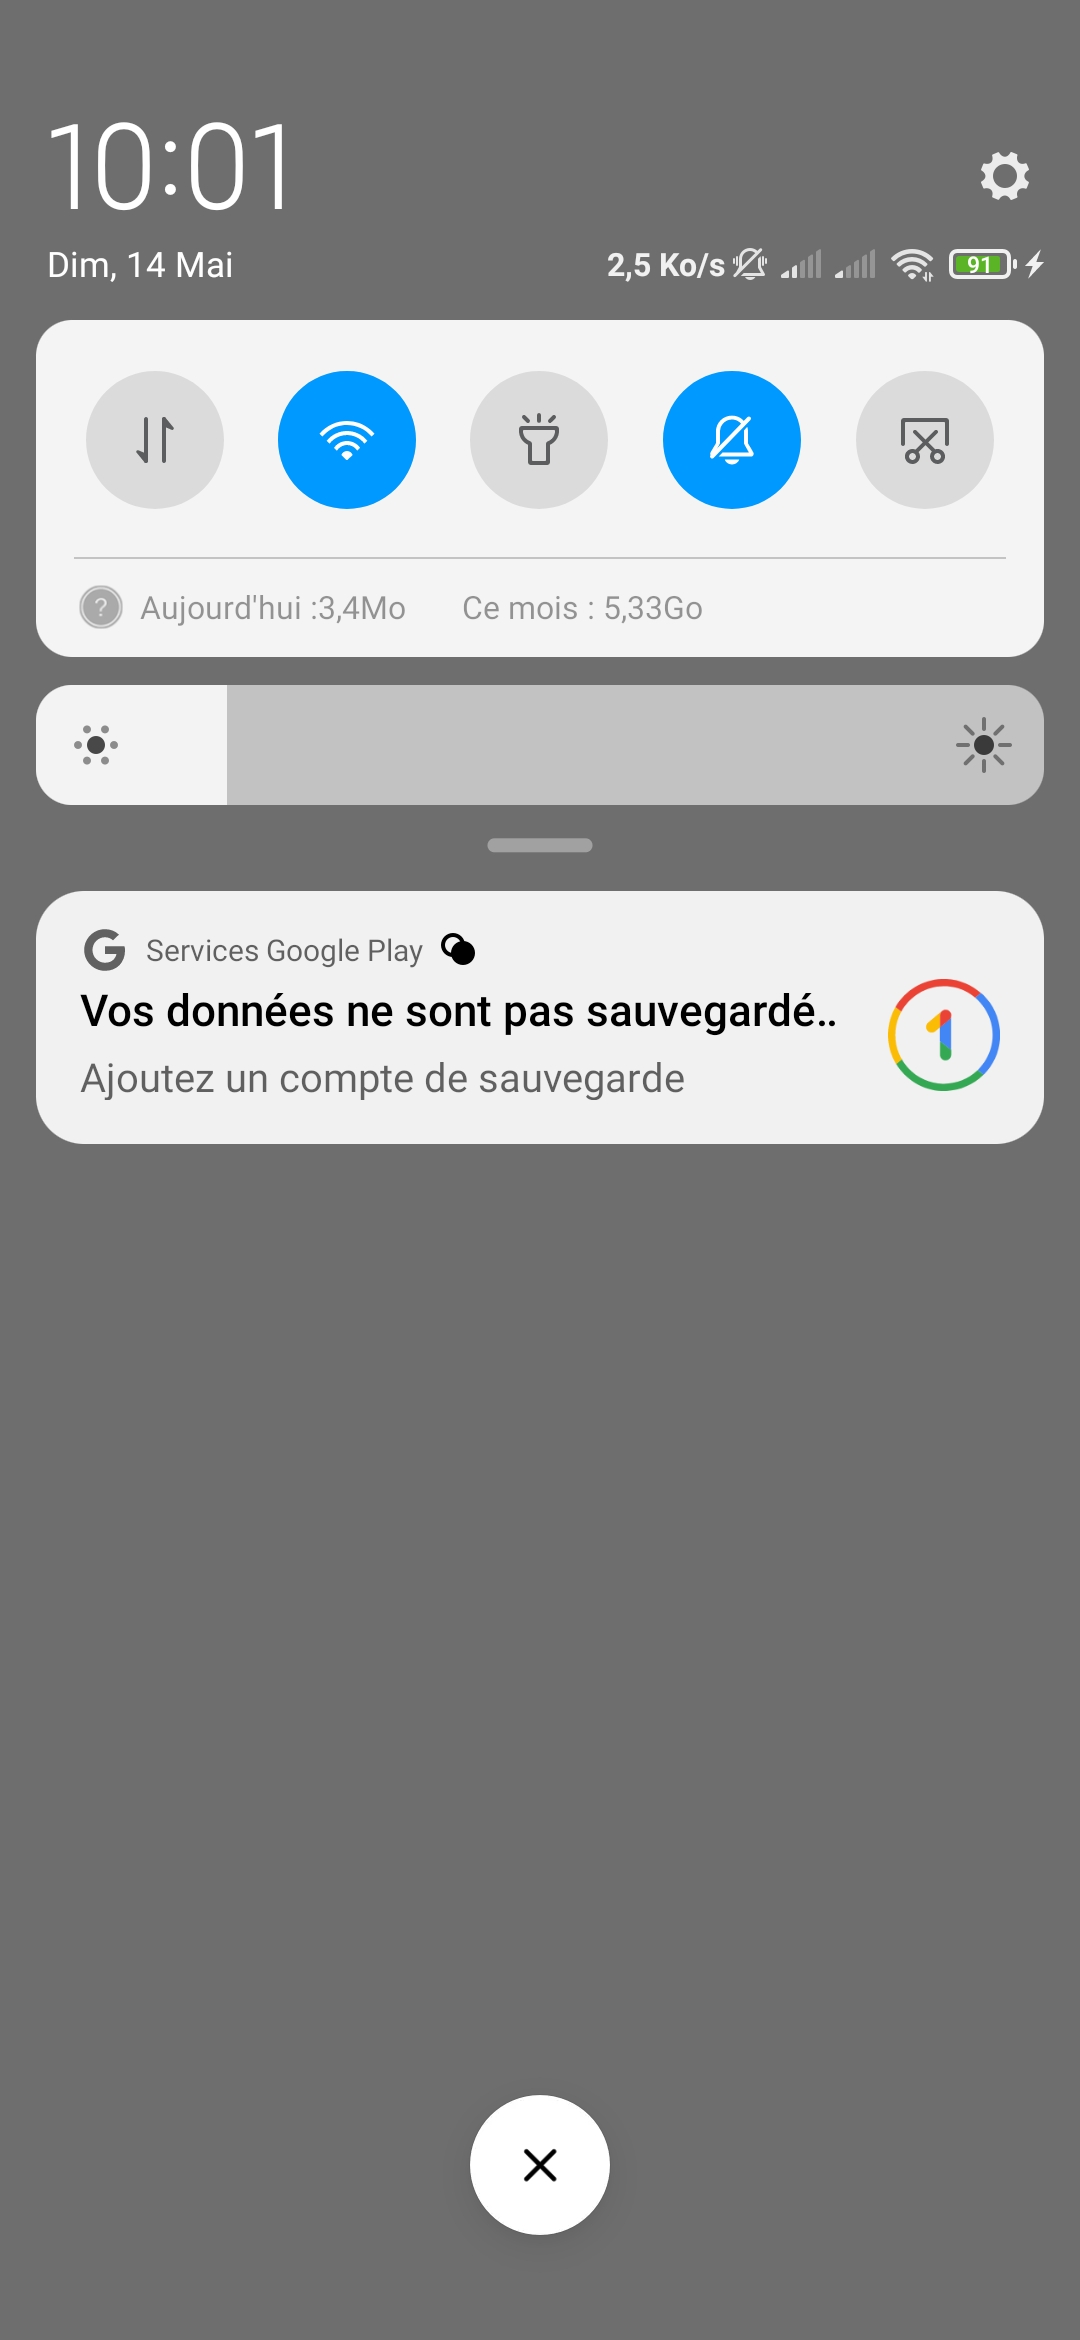 10:01
Dim, 14 Mai
2,5 Ko/s
91
Aujourd'hui :3,4Mo Ce mois : 5,33Go
Services Google Play
Vos données ne sont pas sauvegardé..
Ajoutez un compte de sauvegarde